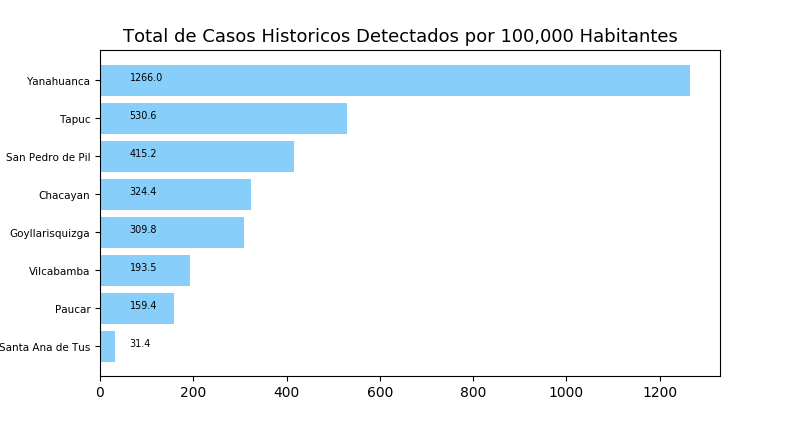 Total de Casos Historicos Detectados por 100,000 Habitantes
Yanahuanca 1266.0
Tapuc 530.6
San Pedro de Pil 415.2
Chacayan 324.4
Goyllarisquizga 309.8
Vilcabamba 193.5
Paucar 159.4
Santa Ana de Tus 31.4
0 200 400 600 800 1000 1200